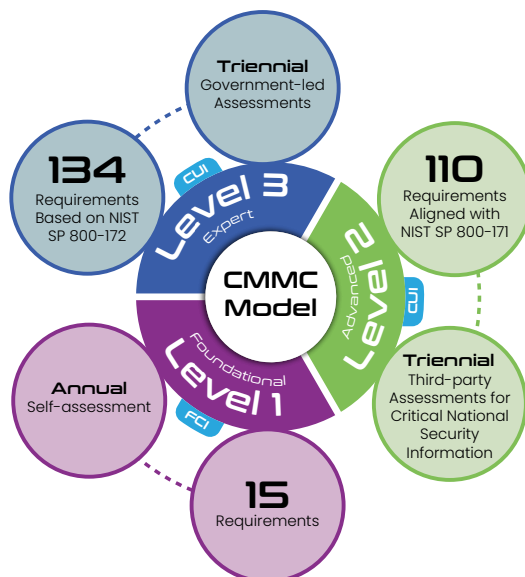 Triennial
Government-led
Assessments
134
Requirements
Based on NIST
SP 800-172
CUI
Level 3
Expert
110
Requirements
Aligned with
NIST SP 800-171
CMMC
Model
Level 2
Advanced
CUI
Triennial
Third-party
Assessments for
Critical National
Security
Information
Foundational
Level 1
FCI
Annual
Self-assessment
15
Requirements